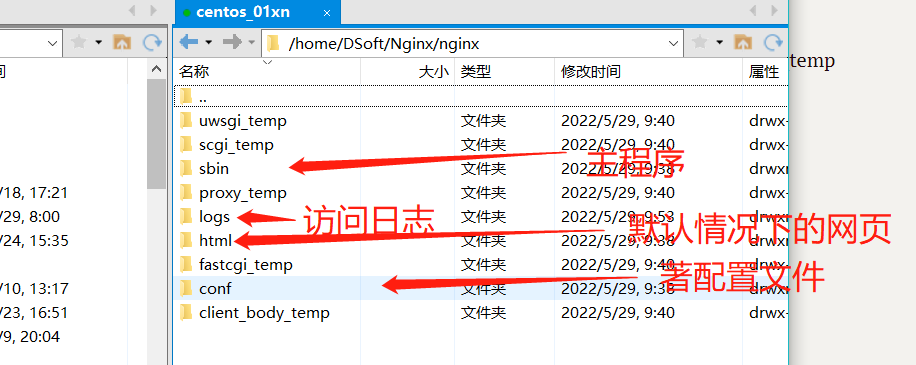 centos_01xn ×
/home/DSoft/Nginx/nginx
temp
间
名称 大小 类型 修改时间 属性
..
uwsgi_temp 文件夹 2022/5/29, 9:40 drwx-
scgi_temp 文件夹 2022/5/29, 9:40 drwx-
主程序
sbin 文件夹 2022/5/29, 9:38 drwx
/18, 17:21 proxy_temp 文件夹 2022/5/29, 9:40 drwx-
访问日志
/29, 8:00 logs 文件夹 2022/5/29, 9:53 drwx
默认情况下的网页
/24, 15:35 html 文件夹 2022/5/29, 9:38 drwx
fastcgi_temp 文件夹 2022/5/29, 9:40 drwx-
著配置文件
/10, 13:17 conf 文件夹 2022/5/29, 9:38 drwx
/23, 16:51 client_body_temp 文件夹 2022/5/29, 9:40 drwx-
/9, 20:04